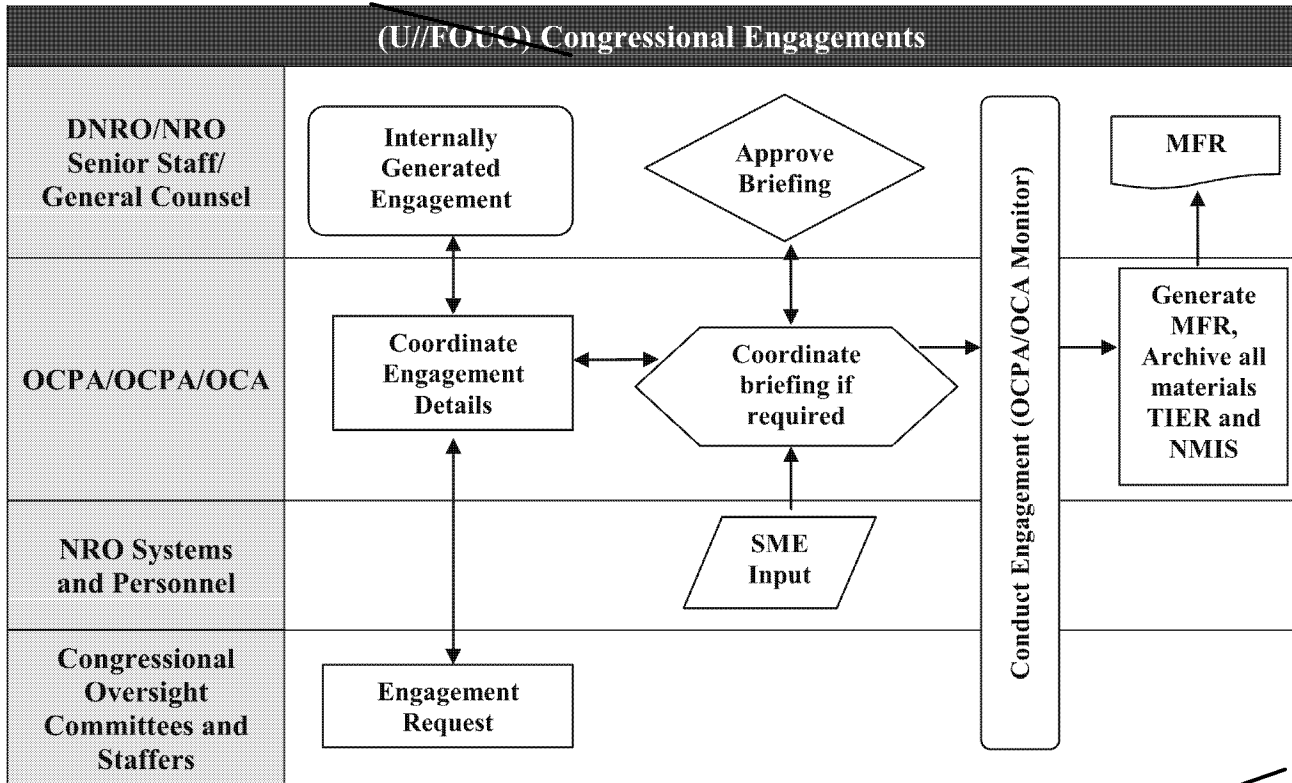 (U//FOUO) Congressional Engagements
DNRO/NRO
Senior Staff/
General Counsel
Internally
Generated
Engagement
Approve
Briefing
MFR
OCPA/OCPA/OCA
Coordinate
Engagement
Details
Coordinate
briefing if
required
Conduct Engagement (OCPA/OCA Monitor)
Generate
MFR,
Archive all
materials
TIER and
NMIS
NRO Systems
and Personnel
SME
Input
Congressional
Oversight
Committees and
Staffers
Engagement
Request